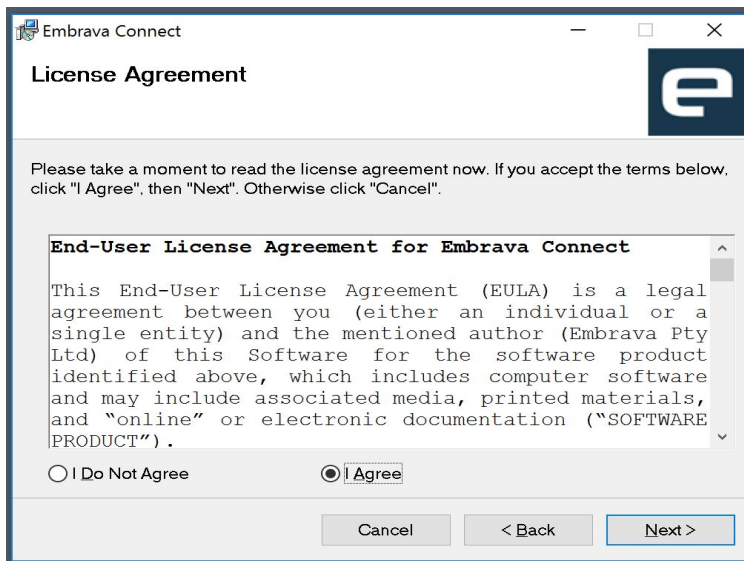 Embrava Connect
License Agreement
e
Please take a moment to read the license agreement now. If you accept the terms below,
click "I Agree", then "Next". Otherwise click "Cancel".
End-User License Agreement for Embrava Connect
This End-User License Agreement (EULA) is a legal
agreement between you (either an individual or a
single entity) and the mentioned author (Embrava Pty
Ltd) of this Software for the software product
identified above, which includes computer software
and may include associated media, printed materials,
and “online” or electronic documentation (“SOFTWARE
PRODUCT”).
I Do Not Agree
I Agree
Cancel
< Back
Next >